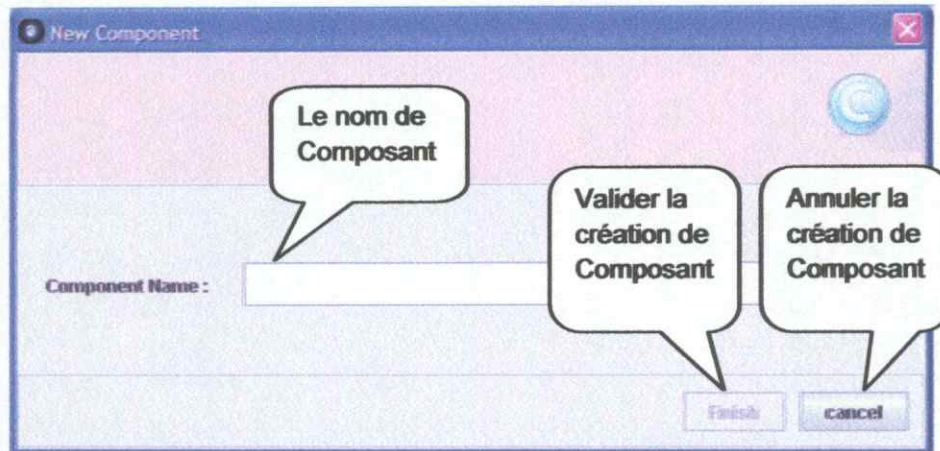 New Component
Le nom de
Composant
Valider la
création de
Composant
Annuler la
création de
Composant
Component Name :
Finish
cancel